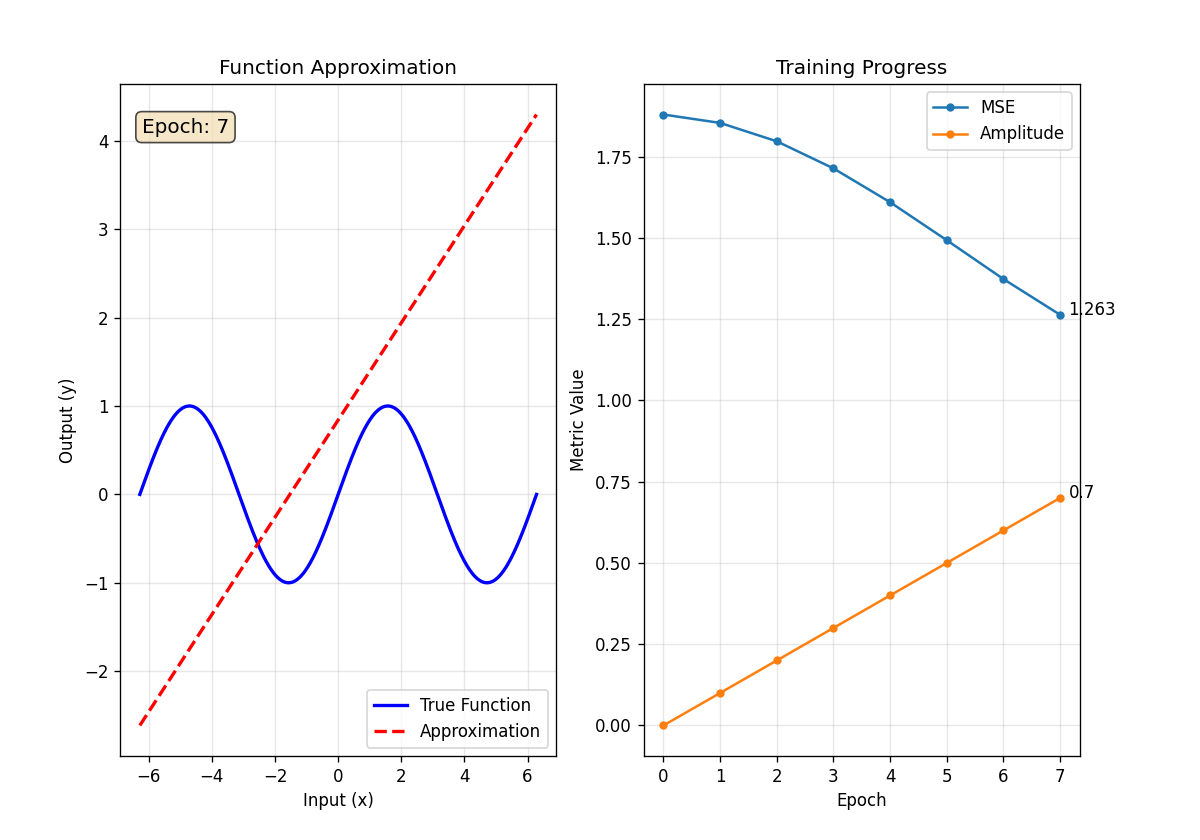 Function Approximation
Epoch: 7
4
3
2
1
0
−1
−2
Output (y)
−6
−4
−2
0
2
4
6
Input (x)
True Function
Approximation
Training Progress
MSE
Amplitude
1.75
1.50
1.25
1.00
0.75
0.50
0.25
0.00
Metric Value
1.263
0.7
0
1
2
3
4
5
6
7
Epoch